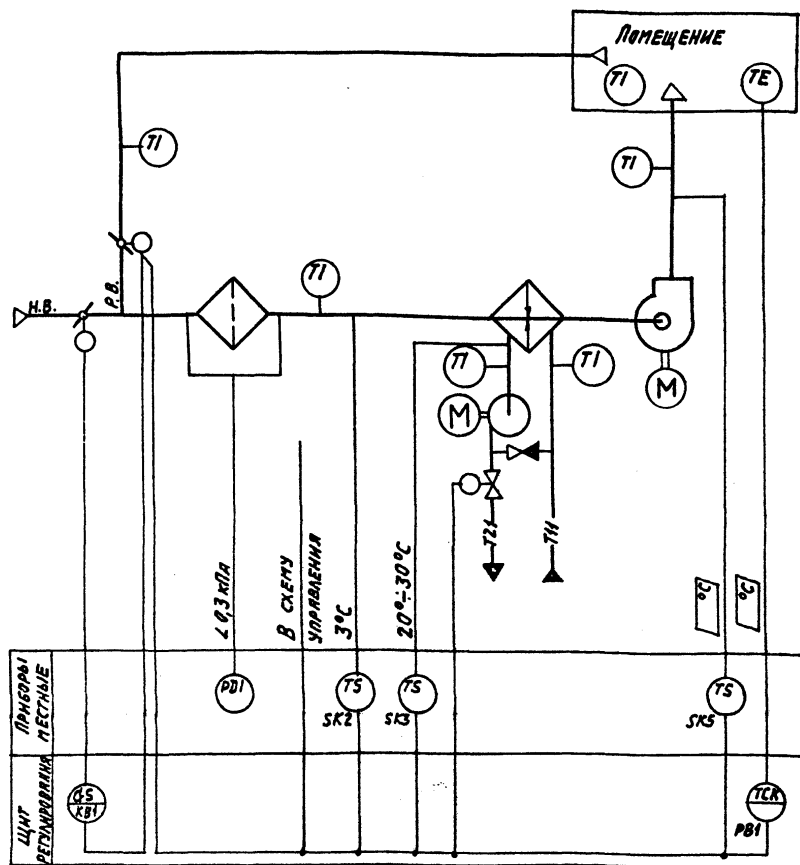 ПОМЕЩЕНИЕ
TI
TE
TI
TI
Н.В.
Р.В.
TI
TI
TI
M
M
T21
T11
<0,3 кПа
В СХЕМУ
УПРАВЛЕНИЯ
3°C
20°÷30°C
°C
°C
ПРИБОРЫ
МЕСТНЫЕ
PDI
TS
SK2
TS
SK3
TS
SK5
ЩИТ
РЕГУЛИРОВАНИЯ
KB1
TCK
PB1